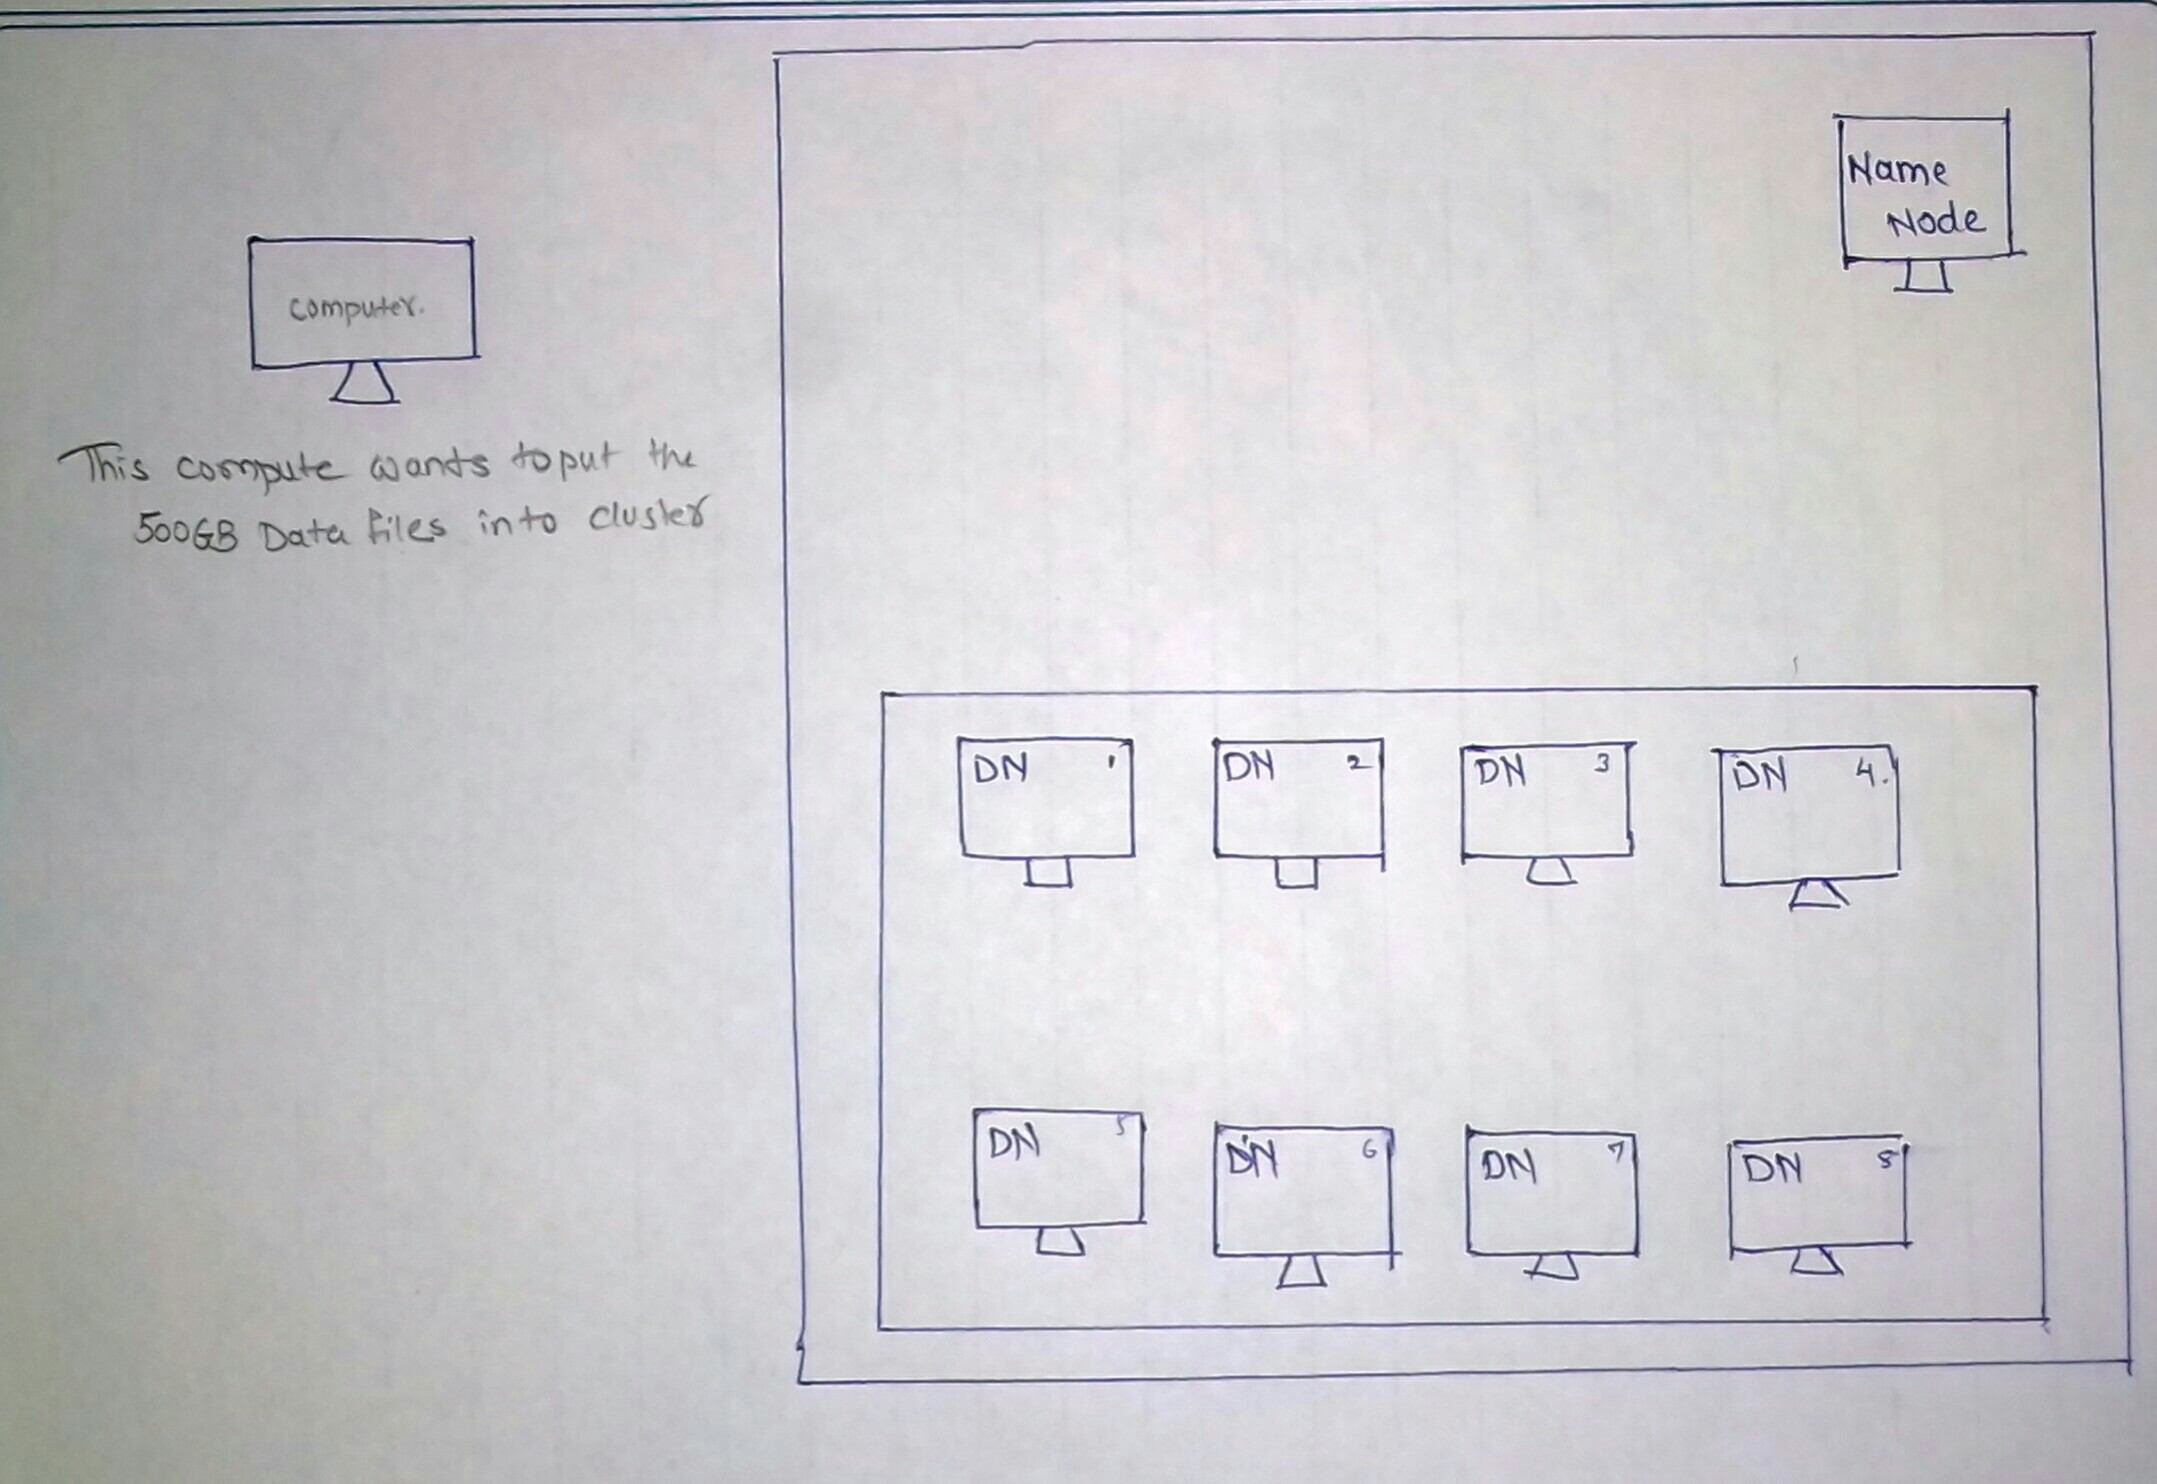 Name
Node
computer.
This compute wants to put the
500GB Data files into cluster
DN 1
DN 2
DN 3
DN 4.
DN 5
DN 6
DN 7
DN 8